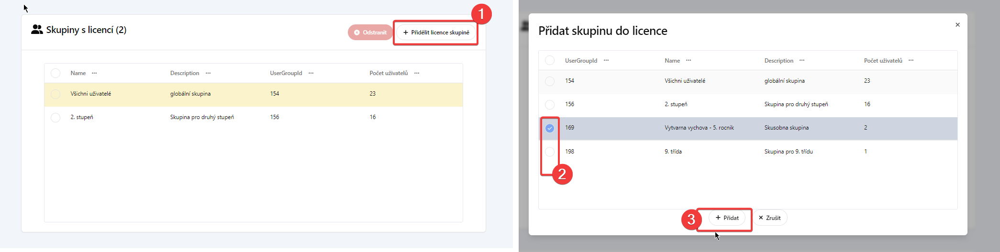 Skupiny s licencí (2)
Odstranit
Přidělit licence skupině
1
Name ··· Description ··· UserGroupId ··· Počet uživatelů ···
Všichni uživatelé globální skupina 154 23
2. stupeň Skupina pro druhý stupeň 156 16
Přidat skupinu do licence
UserGroupId ··· Name ··· Description ··· Počet uživatelů ···
154 Všichni uživatelé globální skupina 23
156 2. stupeň Skupina pro druhý stupeň 16
169 Vytvarna vychova - 5. rocnik Skusobna skupina 2
198 9. třída Skupina pro 9. třídu 1
2
3
+ Přidat
× Zrušit